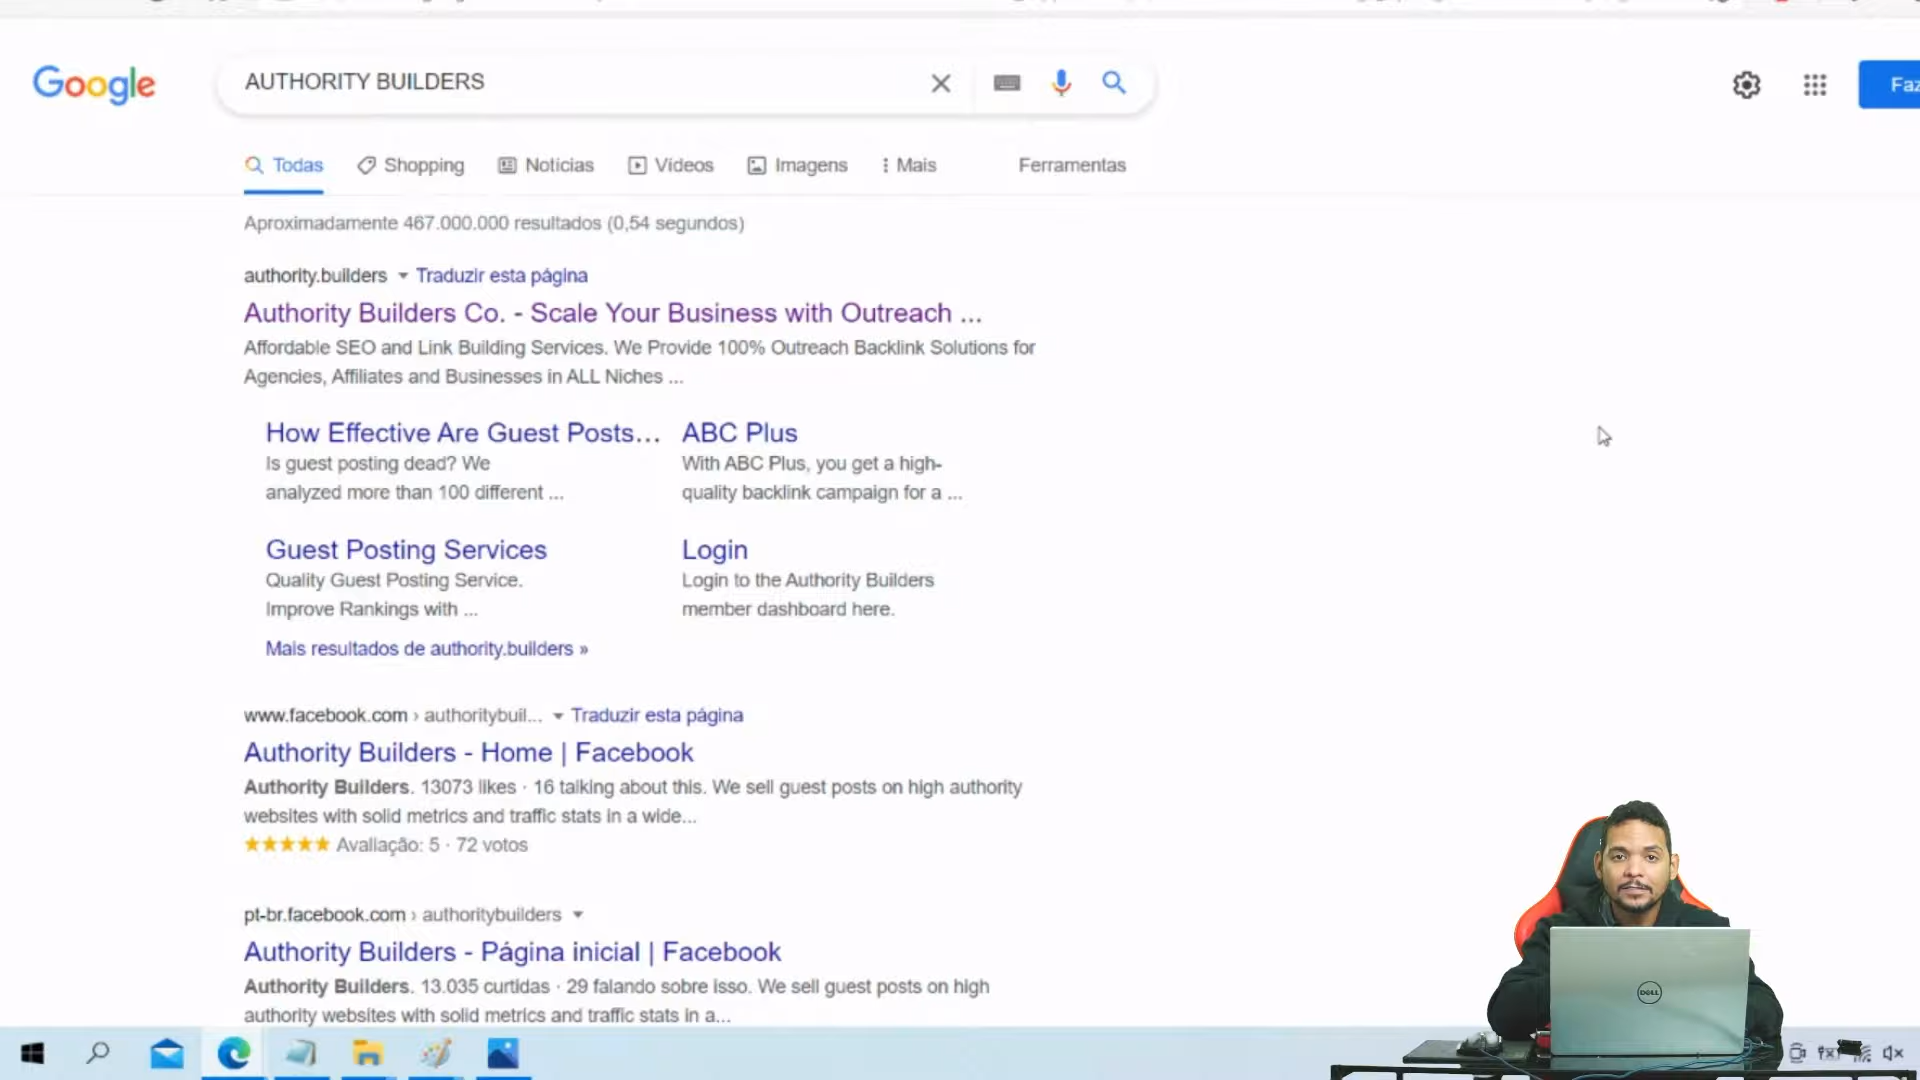 Google
AUTHORITY BUILDERS
Faz
Todas
Shopping
Notícias
Vídeos
Imagens
Mais
Ferramentas
Aproximadamente 467.000.000 resultados (0,54 segundos)
authority.builders
Traduzir esta página
Authority Builders Co. - Scale Your Business with Outreach ...
Affordable SEO and Link Building Services. We Provide 100% Outreach Backlink Solutions for
Agencies, Affiliates and Businesses in ALL Niches ...
How Effective Are Guest Posts...
Is guest posting dead? We
analyzed more than 100 different ...
ABC Plus
With ABC Plus, you get a high-
quality backlink campaign for a ...
Guest Posting Services
Quality Guest Posting Service.
Improve Rankings with ...
Login
Login to the Authority Builders
member dashboard here.
Mais resultados de authority.builders »
www.facebook.com › authoritybuil...
Traduzir esta página
Authority Builders - Home | Facebook
Authority Builders. 13073 likes · 16 talking about this. We sell guest posts on high authority
websites with solid metrics and traffic stats in a wide...
Avaliação: 5 · 72 votos
pt-br.facebook.com › authoritybuilders
Authority Builders - Página inicial | Facebook
Authority Builders. 13.035 curtidas · 29 falando sobre isso. We sell guest posts on high
authority websites with solid metrics and traffic stats in a...
DELL